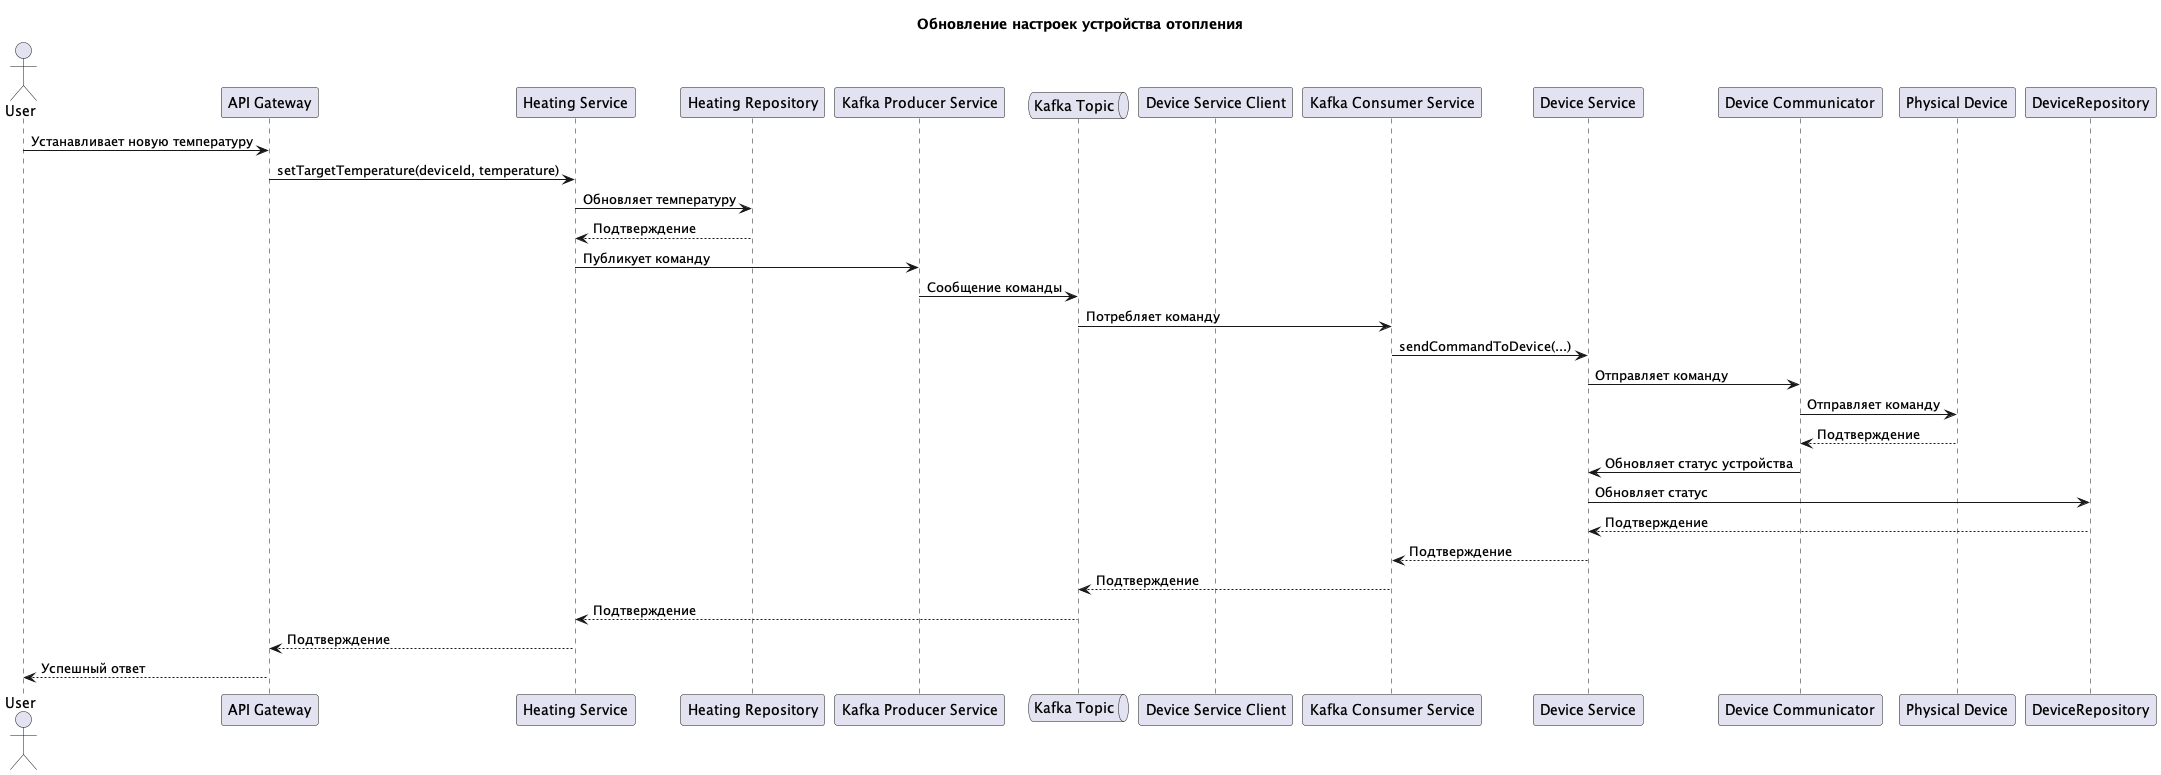 Обновление настроек устройства отопления
User
API Gateway
Heating Service
Heating Repository
Kafka Producer Service
Kafka Topic
Device Service Client
Kafka Consumer Service
Device Service
Device Communicator
Physical Device
DeviceRepository
Устанавливает новую температуру
setTargetTemperature(deviceId, temperature)
Обновляет температуру
Подтверждение
Публикует команду
Сообщение команды
Потребляет команду
sendCommandToDevice(...)
Отправляет команду
Отправляет команду
Подтверждение
Обновляет статус устройства
Обновляет статус
Подтверждение
Подтверждение
Подтверждение
Подтверждение
Подтверждение
Успешный ответ
User
API Gateway
Heating Service
Heating Repository
Kafka Producer Service
Kafka Topic
Device Service Client
Kafka Consumer Service
Device Service
Device Communicator
Physical Device
DeviceRepository